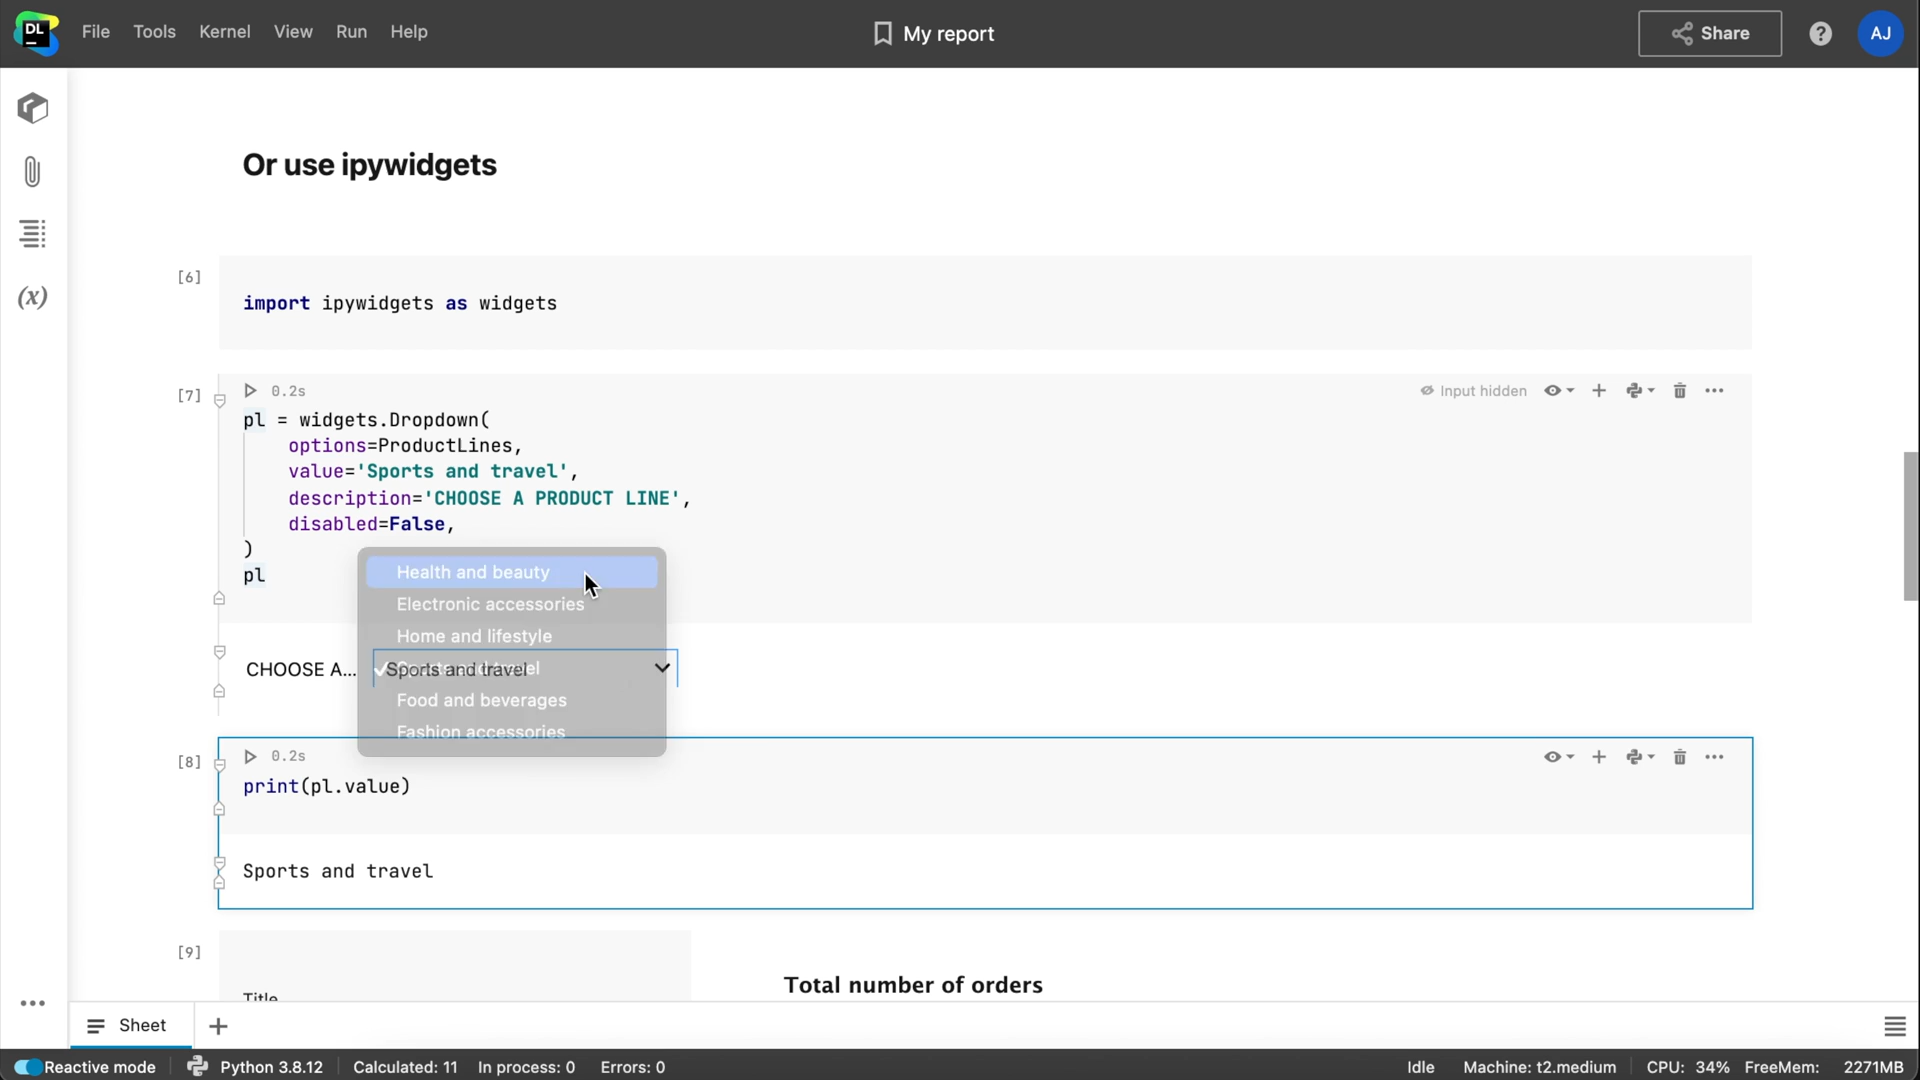 DL
File Tools Kernel View Run Help
My report
Share
?
AJ
(x)
Or use ipywidgets
[6]
import ipywidgets as widgets
[7]
0.2s
Input hidden
pl = widgets.Dropdown(
options=ProductLines,
value='Sports and travel',
description='CHOOSE A PRODUCT LINE',
disabled=False,
)
pl
Health and beauty
Electronic accessories
Home and lifestyle
CHOOSE A... Sports and travel
Food and beverages
Fashion accessories
[8]
0.2s
print(pl.value)
Sports and travel
[9]
Title
Total number of orders
Sheet
Reactive mode Python 3.8.12 Calculated: 11 In process: 0 Errors: 0 Idle Machine: t2.medium CPU: 34% FreeMem: 2271MB